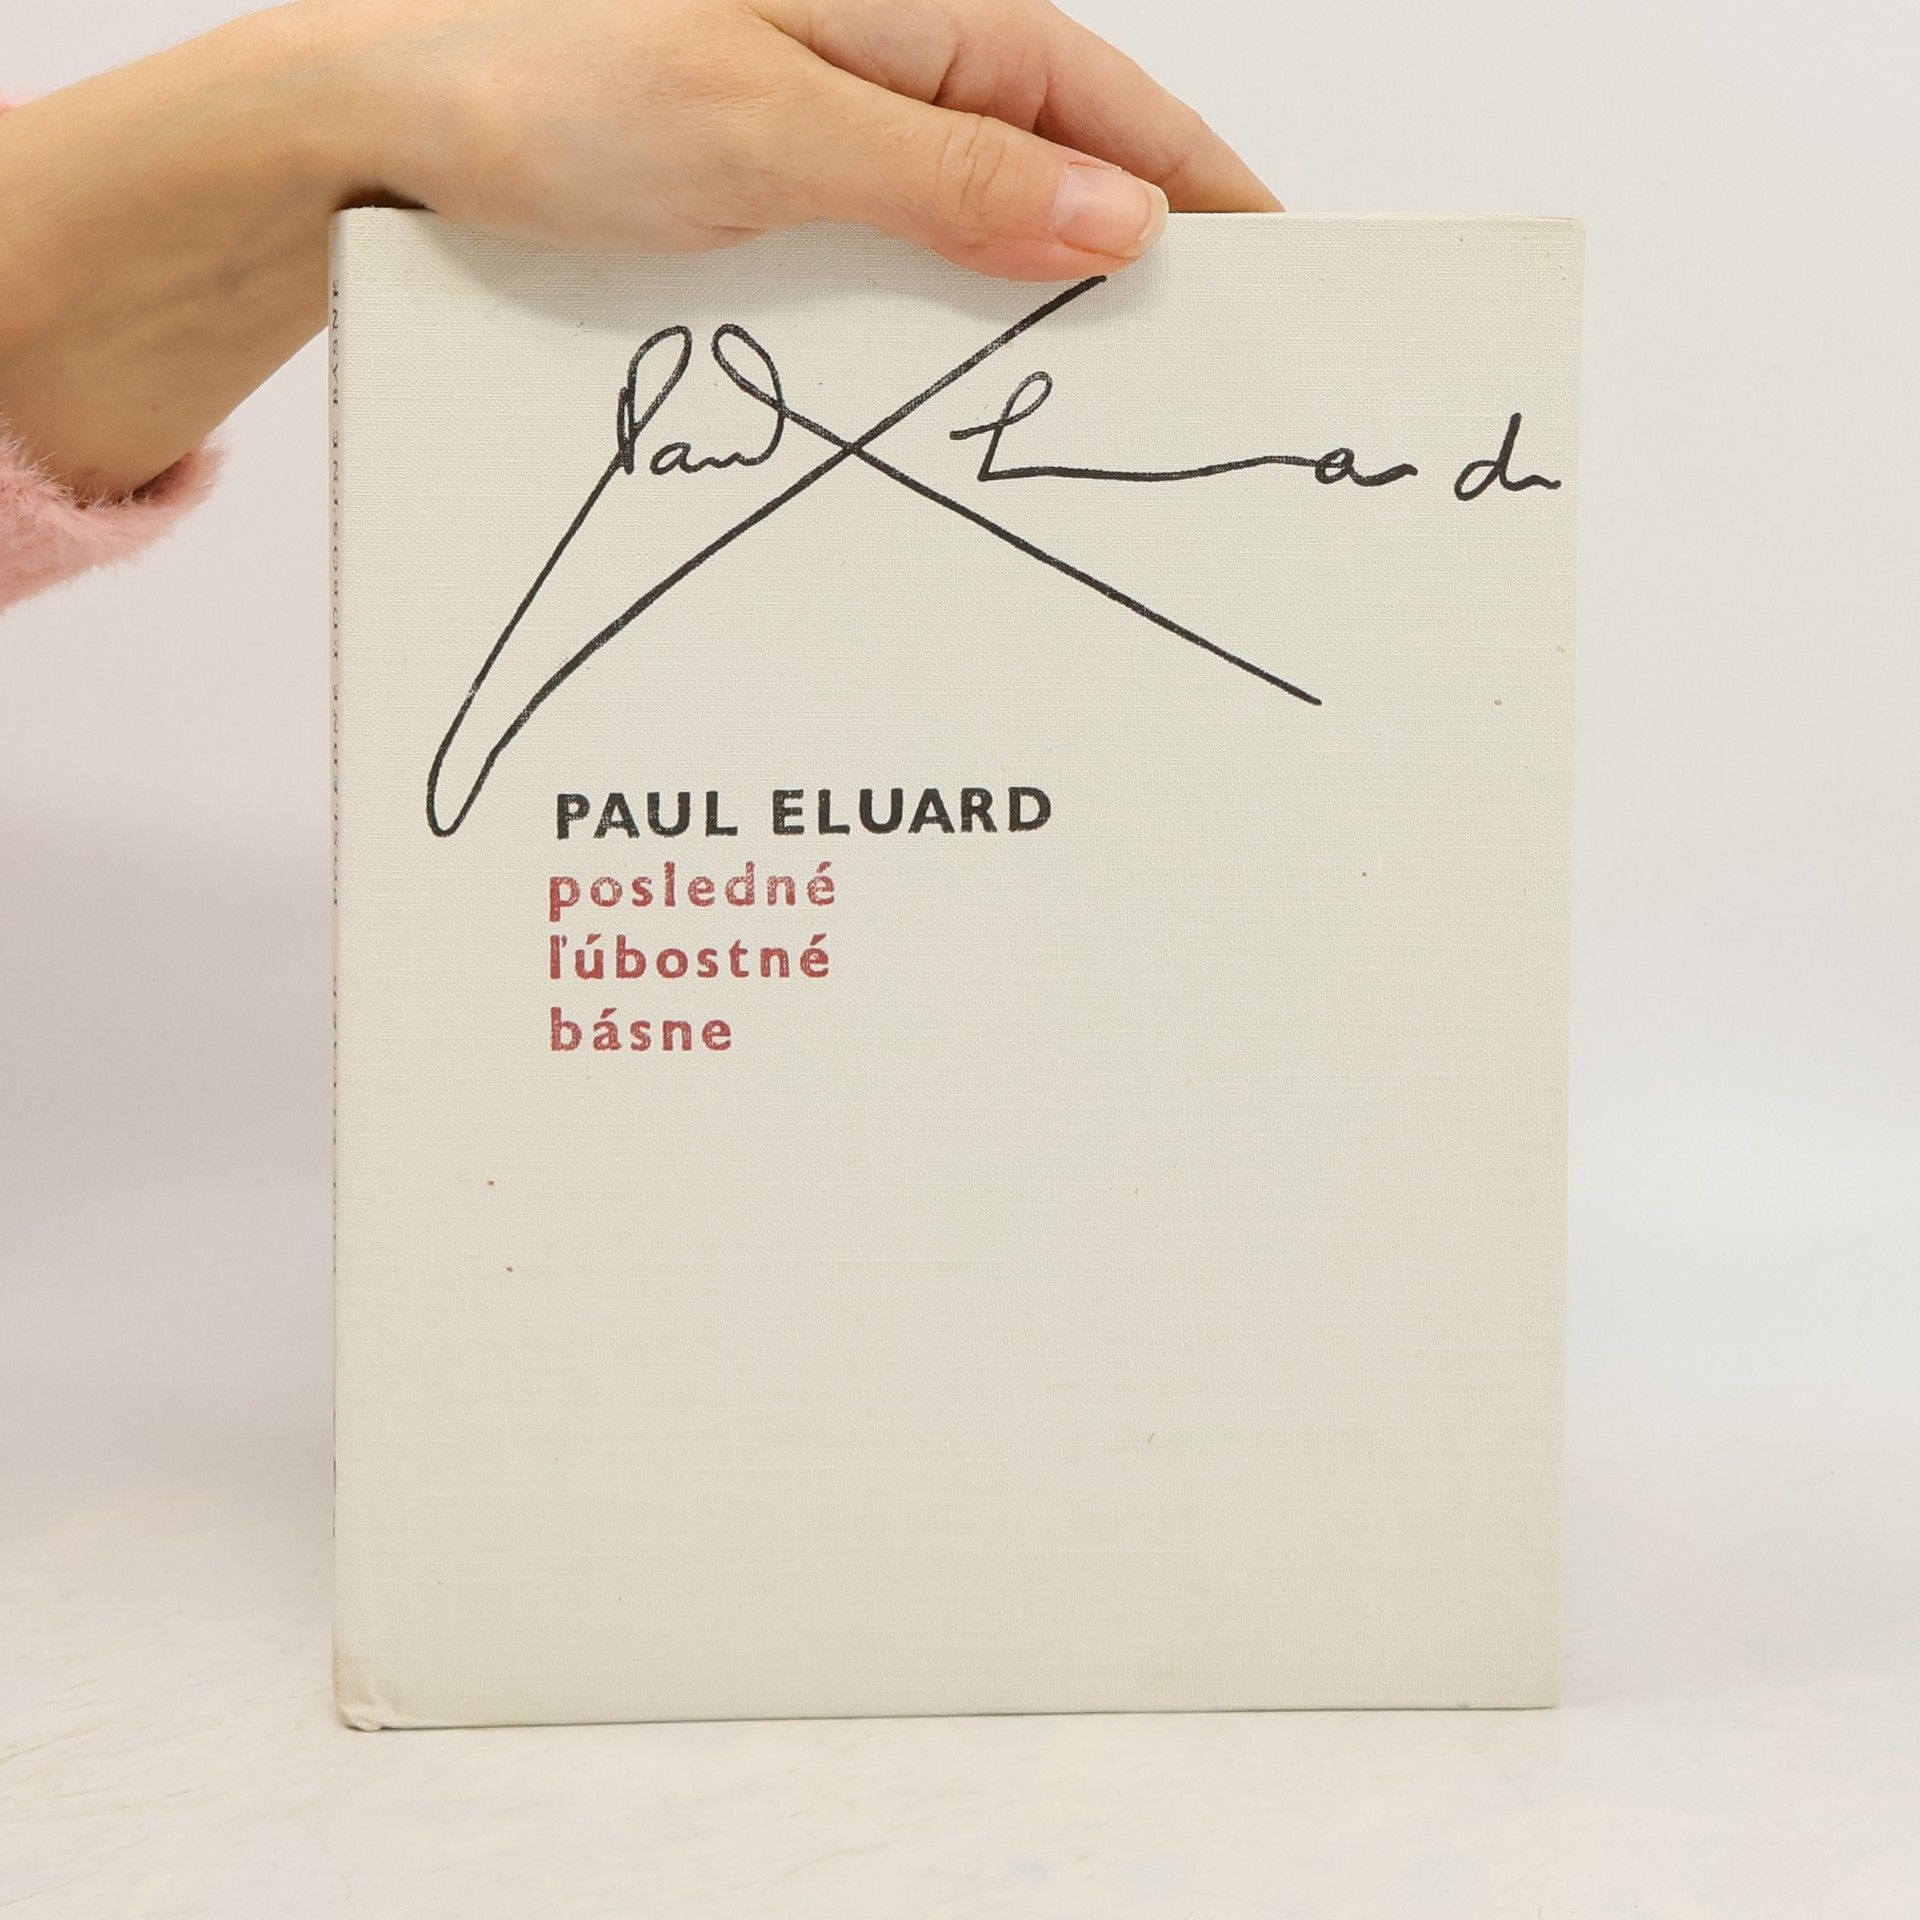 Paul Eluard
PAUL ELUARD
posledné
ľúbostné
básne